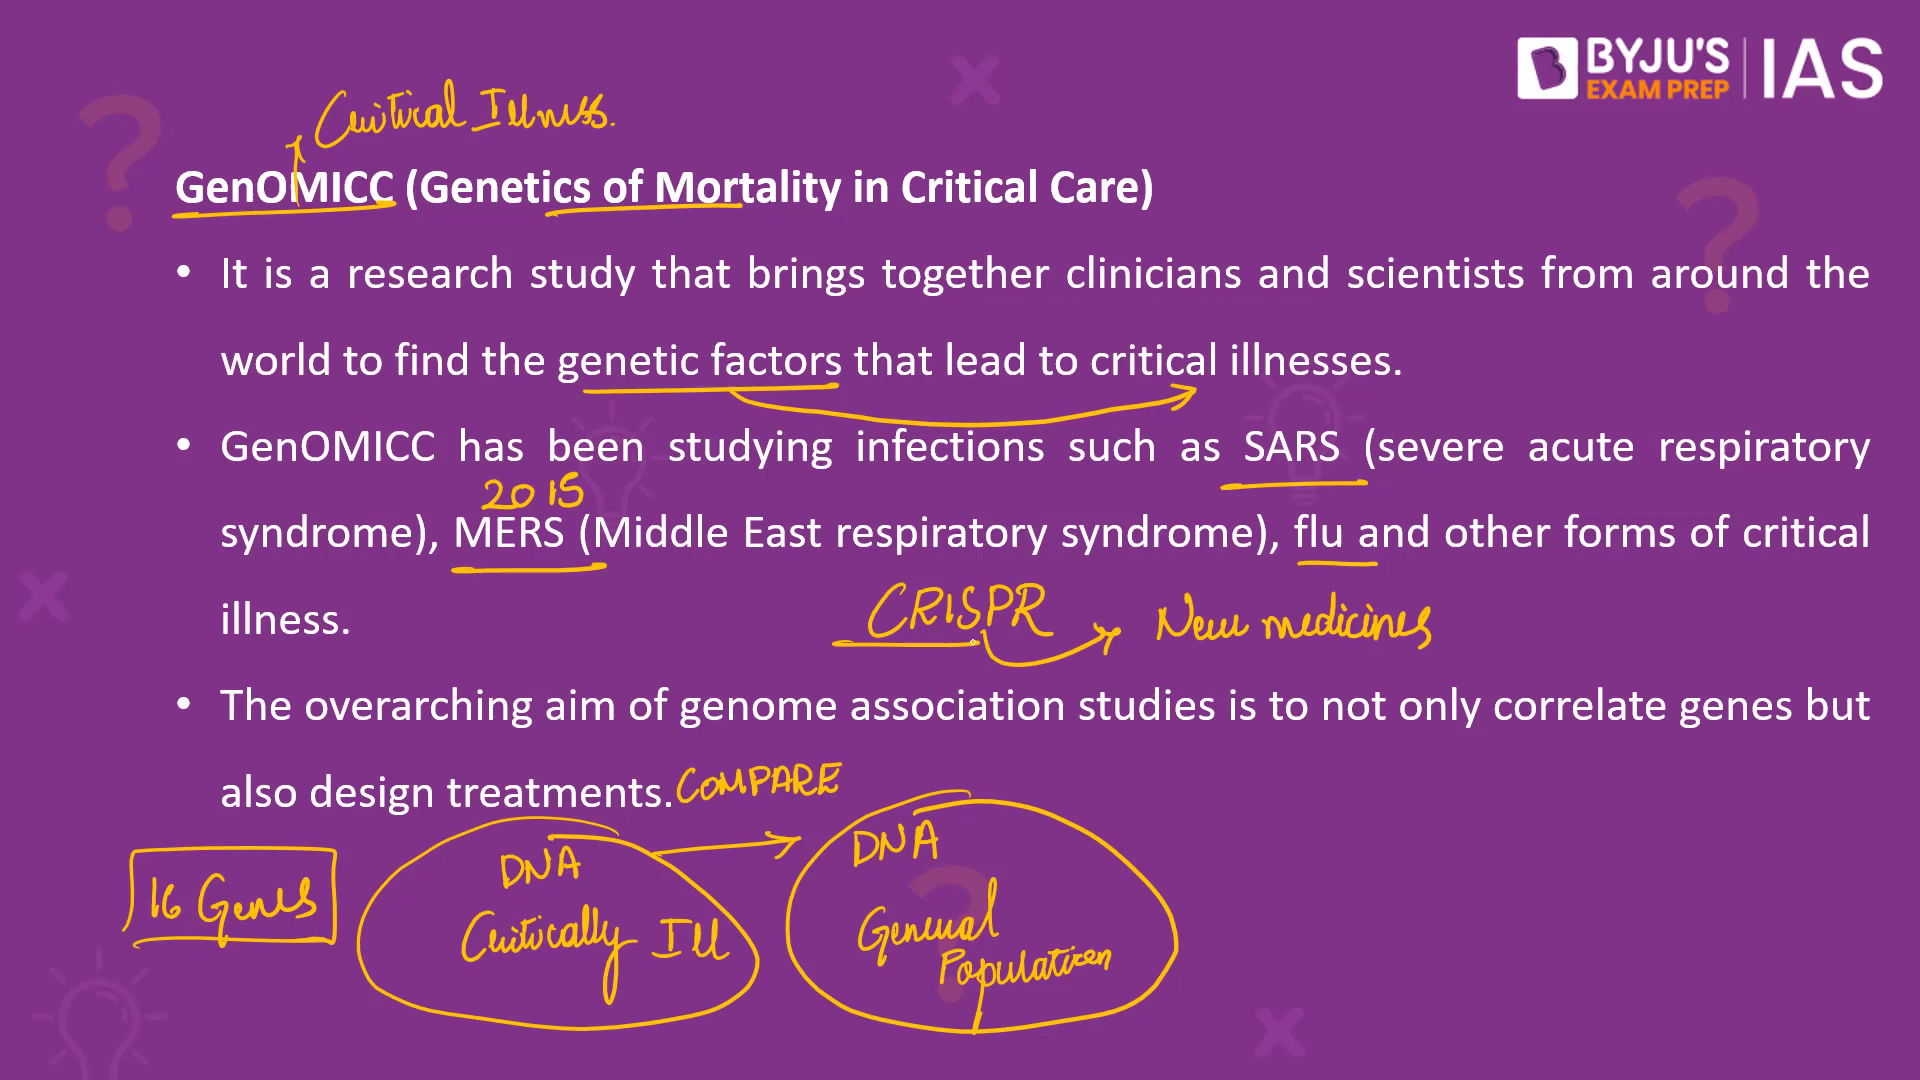 BYJU'S
EXAM PREP
IAS
Critical Illness.
GenOMICC (Genetics of Mortality in Critical Care)
• It is a research study that brings together clinicians and scientists from around the
world to find the genetic factors that lead to critical illnesses.
• GenOMICC has been studying infections such as SARS (severe acute respiratory
2015
syndrome), MERS (Middle East respiratory syndrome), flu and other forms of critical
illness.
CRISPR New medicines
• The overarching aim of genome association studies is to not only correlate genes but
also design treatments. COMPARE
16 Genes
DNA
Critically Ill
DNA
General
Population